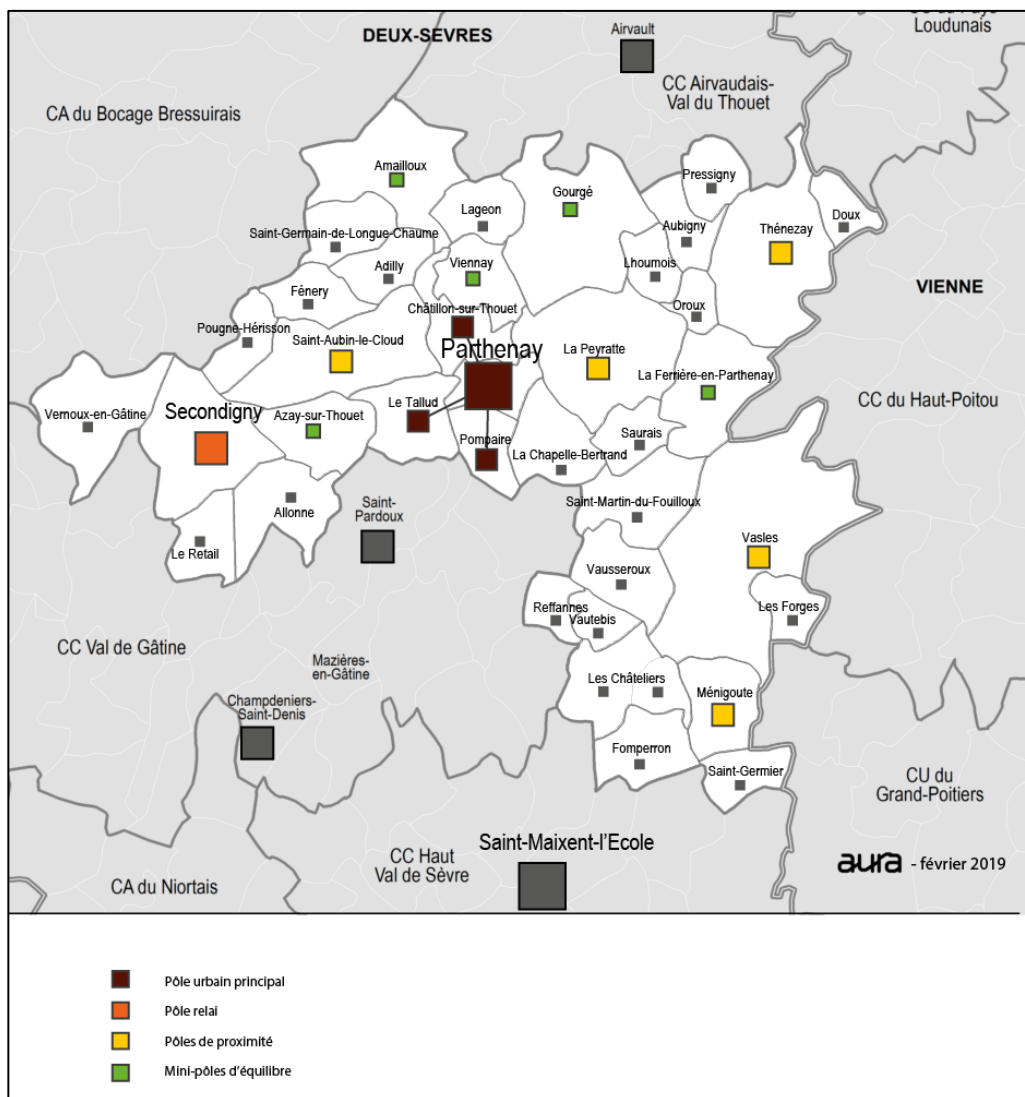 CC du Pays
Loudunais
DEUX-SEVRES
Airvault
CC Airvaudais-
Val du Thouet
CA du Bocage Bressuirais
Amailloux
Pressigny
Gourgé
Lageon
Doux
Saint-Germain-de-Longue-Chaume
Aubigny
Thénezay
Adilly
Viennay
Lhoumois
VIENNE
Fénery
Châtillon-sur-Thouet
Oroux
Pougne-Hérisson
Saint-Aubin-le-Cloud
Parthenay
La Peyratte
La Ferrière-en-Parthenay
Le Tallud
CC du Haut-Poitou
Vernoux-en-Gâtine
Secondigny
Azay-sur-Thouet
Pompaire
Saurais
La Chapelle-Bertrand
Saint-
Pardoux
Saint-Martin-du-Fouilloux
Allonne
Vasles
Le Retail
Vausseroux
Reffannes
Les Forges
Vautebis
CC Val de Gâtine
Mazières-
en-Gâtine
Les Châteliers
Ménigoute
Champdeniers-
Saint-Denis
Fomperron
Saint-Germier
CU du
Grand-Poitiers
Saint-Maixent-l'Ecole
CC Haut
Val de Sèvre
aura - février 2019
CA du Niortais
Pôle urbain principal
Pôle relai
Pôles de proximité
Mini-pôles d'équilibre